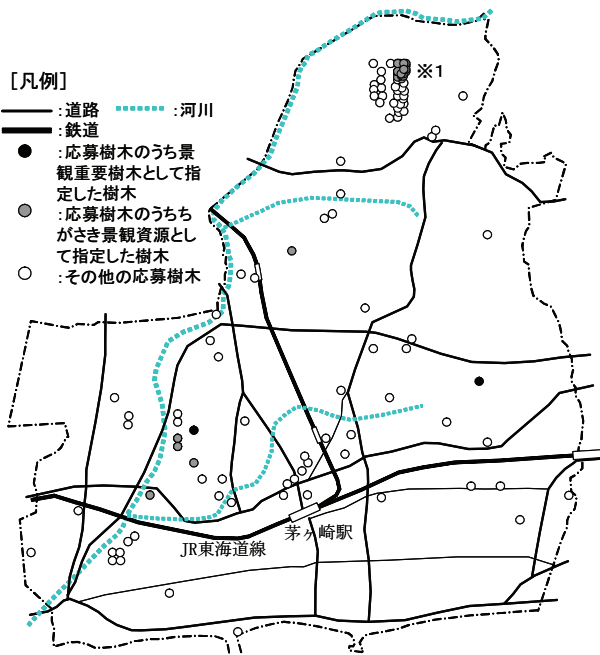 ※1
［凡例］
：道路 ：河川
：鉄道
：応募樹木のうち景
観重要樹木として指
定した樹木
：応募樹木のうちち
がさき景観資源とし
て指定した樹木
：その他の応募樹木
JR東海道線
茅ヶ崎駅